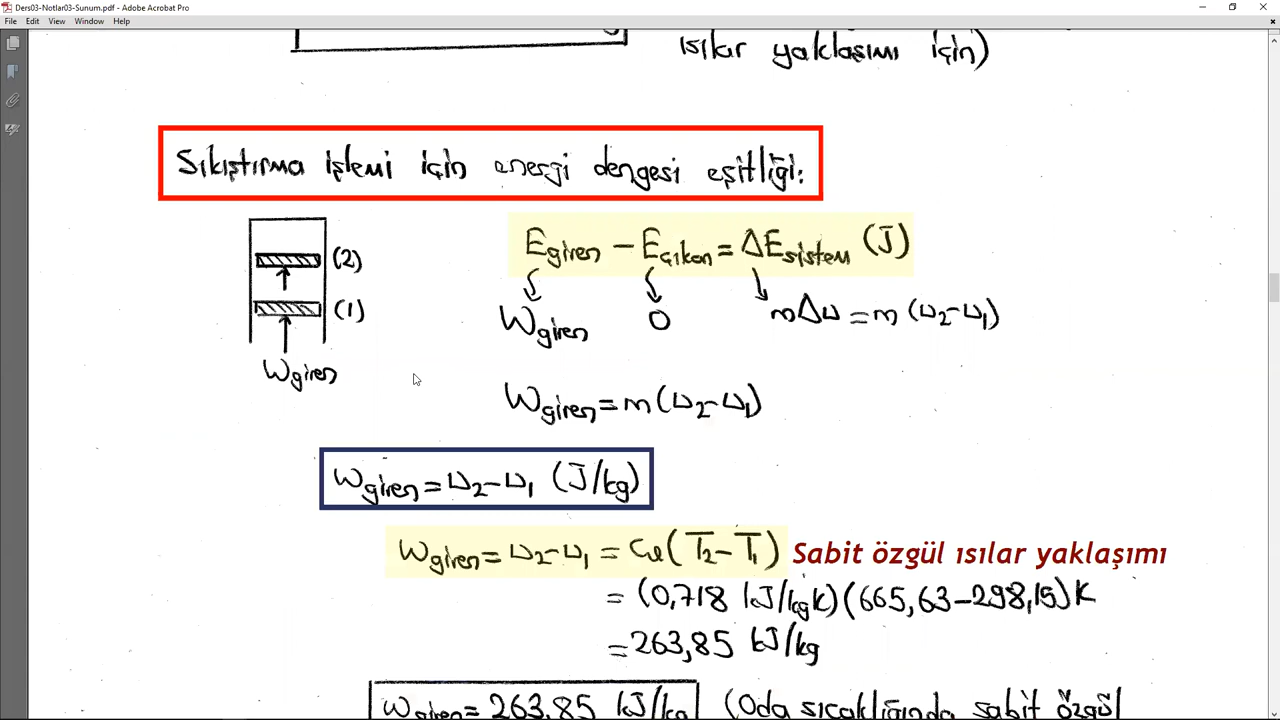 Ders03-Notlar03-Sunum.pdf - Adobe Acrobat Pro
File Edit View Window Help
ısılar yaklaşımı için)
Sıkıştırma işlemi için enerji dengesi eşitliği:
(2)
(1)
Wgiren
Egiren - Eçıkan = ΔEsistem (J)
Wgiren 0 mΔu = m(u2-u1)
Wgiren = m(u2-u1)
wgiren = u2-u1 (J/kg)
wgiren = u2-u1 = cv(T2-T1) Sabit özgül ısılar yaklaşımı
= (0,718 kJ/kgK)(665,63-298,15)K
= 263,85 kJ/kg
wgiren = 263,85 kJ/kg (Oda sıcaklığında sabit özgül